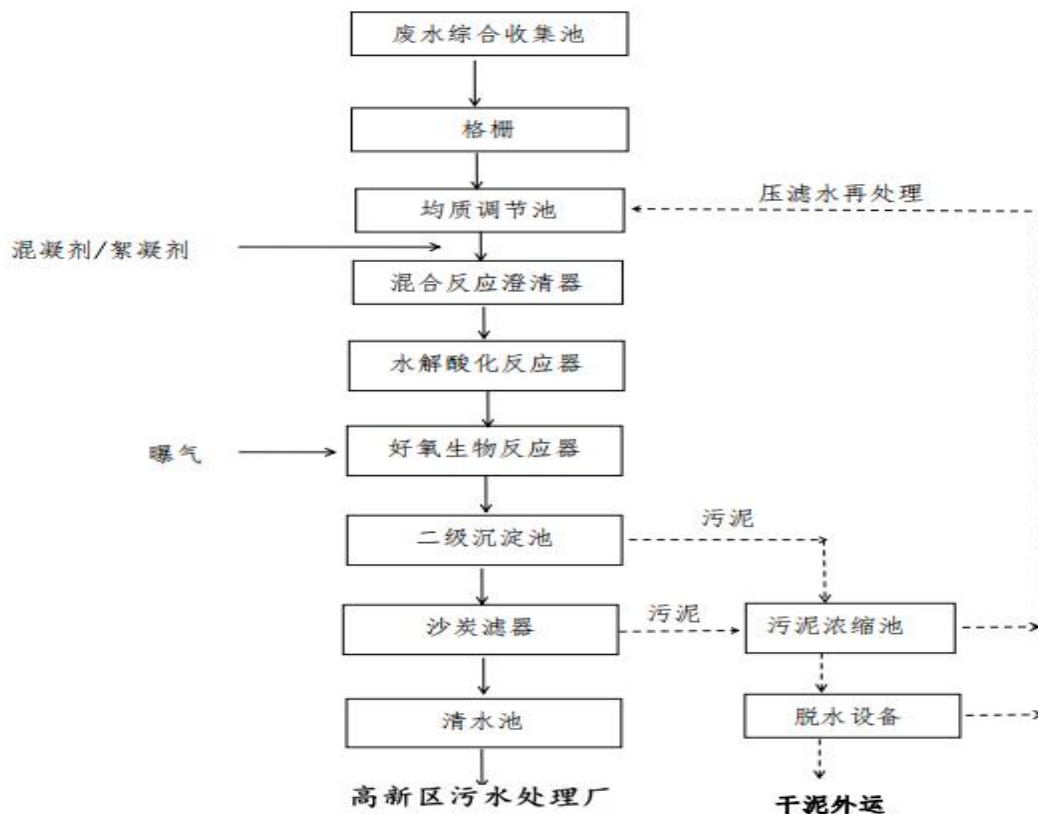 废水综合收集池
格栅
均质调节池
压滤水再处理
混凝剂/絮凝剂
混合反应澄清器
水解酸化反应器
曝气
好氧生物反应器
二级沉淀池
污泥
沙炭滤器
污泥
污泥浓缩池
清水池
脱水设备
高新区污水处理厂
干泥外运